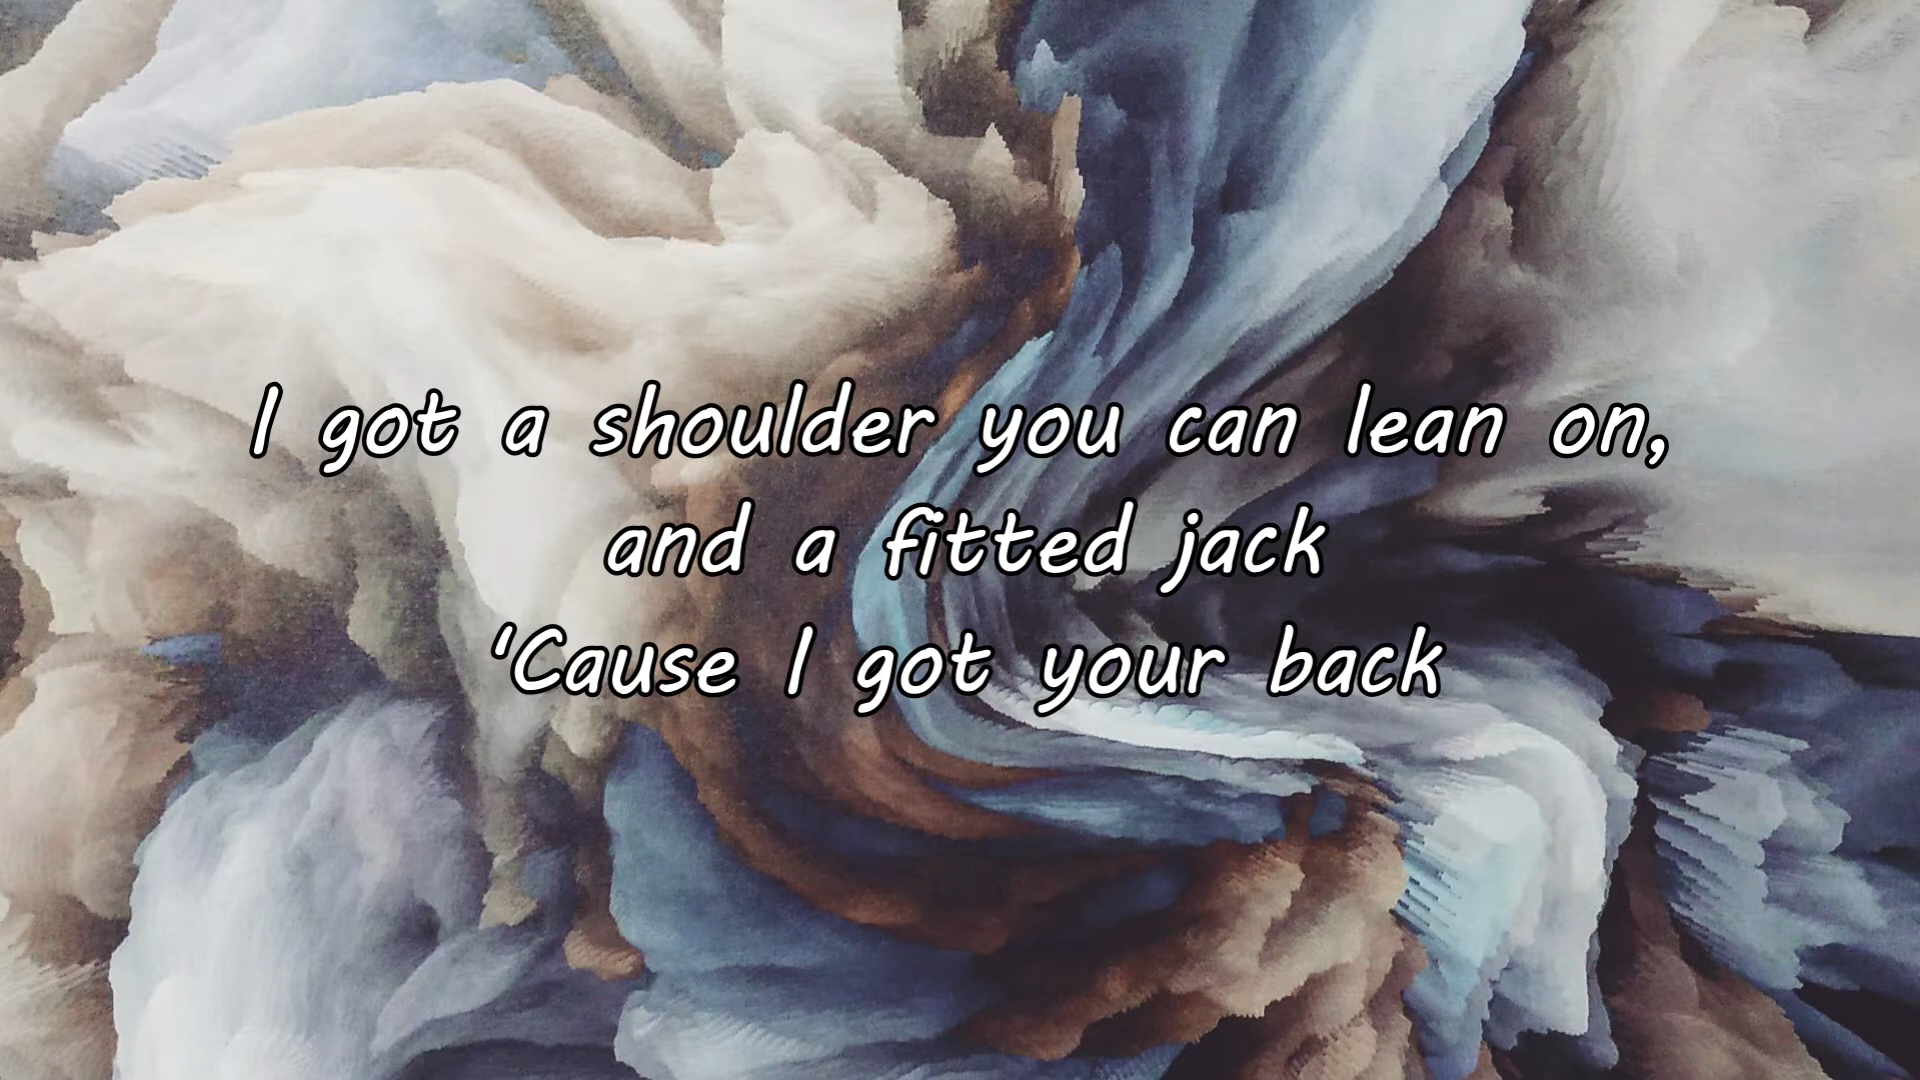 I got a shoulder you can lean on,
and a fitted jack
'Cause I got your back